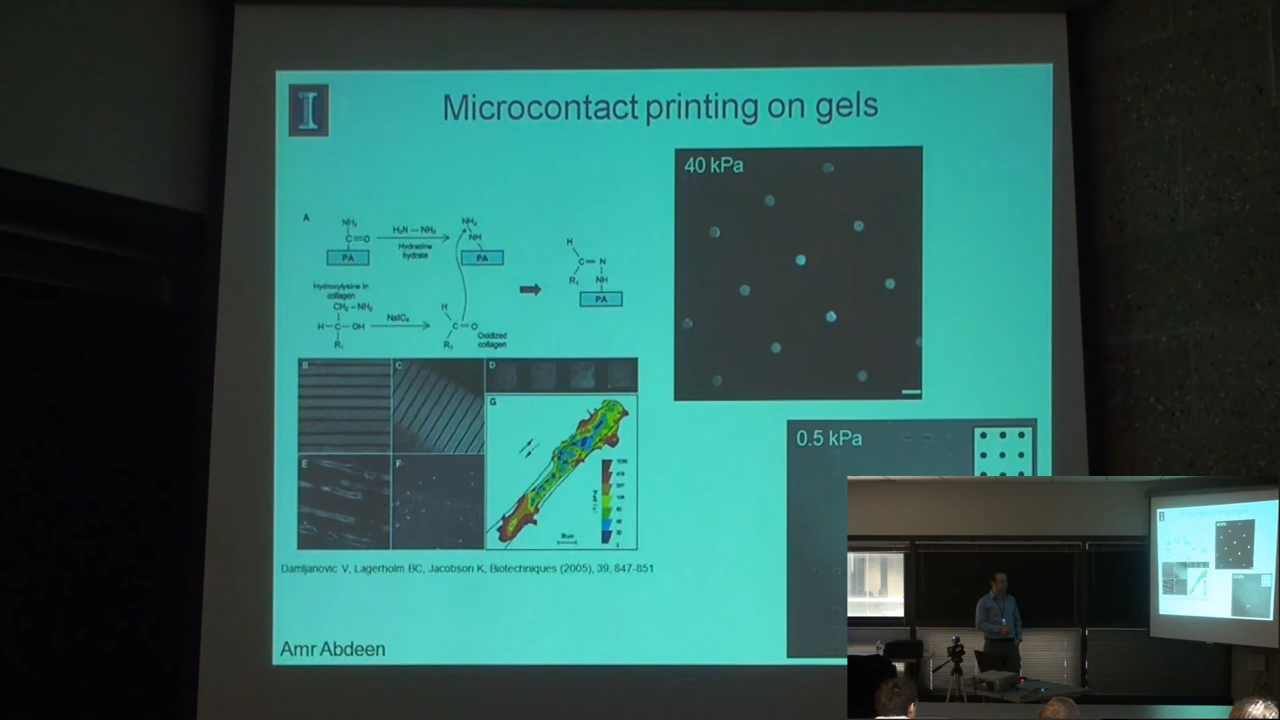 I
Microcontact printing on gels
40 kPa
A
NH₂
C=O
PA
H₂N — NH₂
Hydrazine
hydrate
NH₂
NH
PA
H
C=N
R₁
NH
PA
Hydroxylysine in
collagen
CH₂ – NH₂
H–C–OH
R₁
NaIO₄
H
C=O
R₁
Oxidized
collagen
B
C
D
E
F
G
0.5 kPa
Damljanovic V, Lagerholm BC, Jacobson K, Biotechniques (2005), 39, 847-851
Amr Abdeen